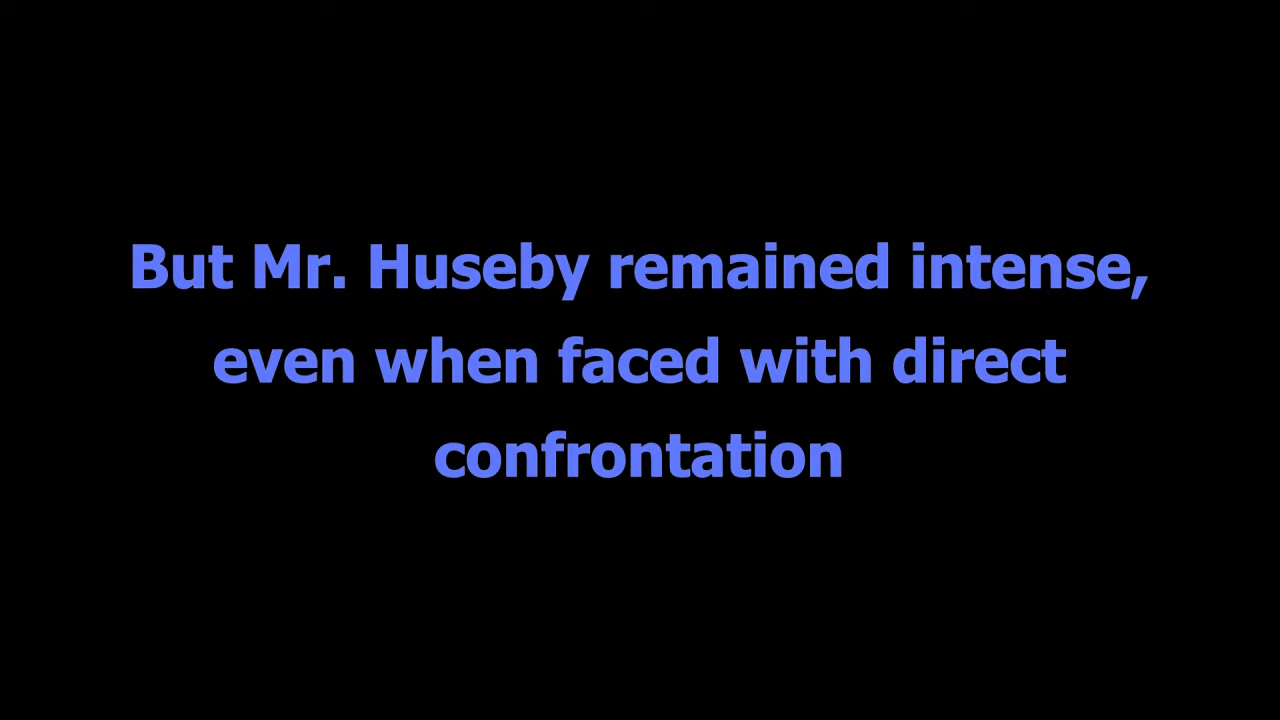 But Mr. Huseby remained intense,
even when faced with direct
confrontation